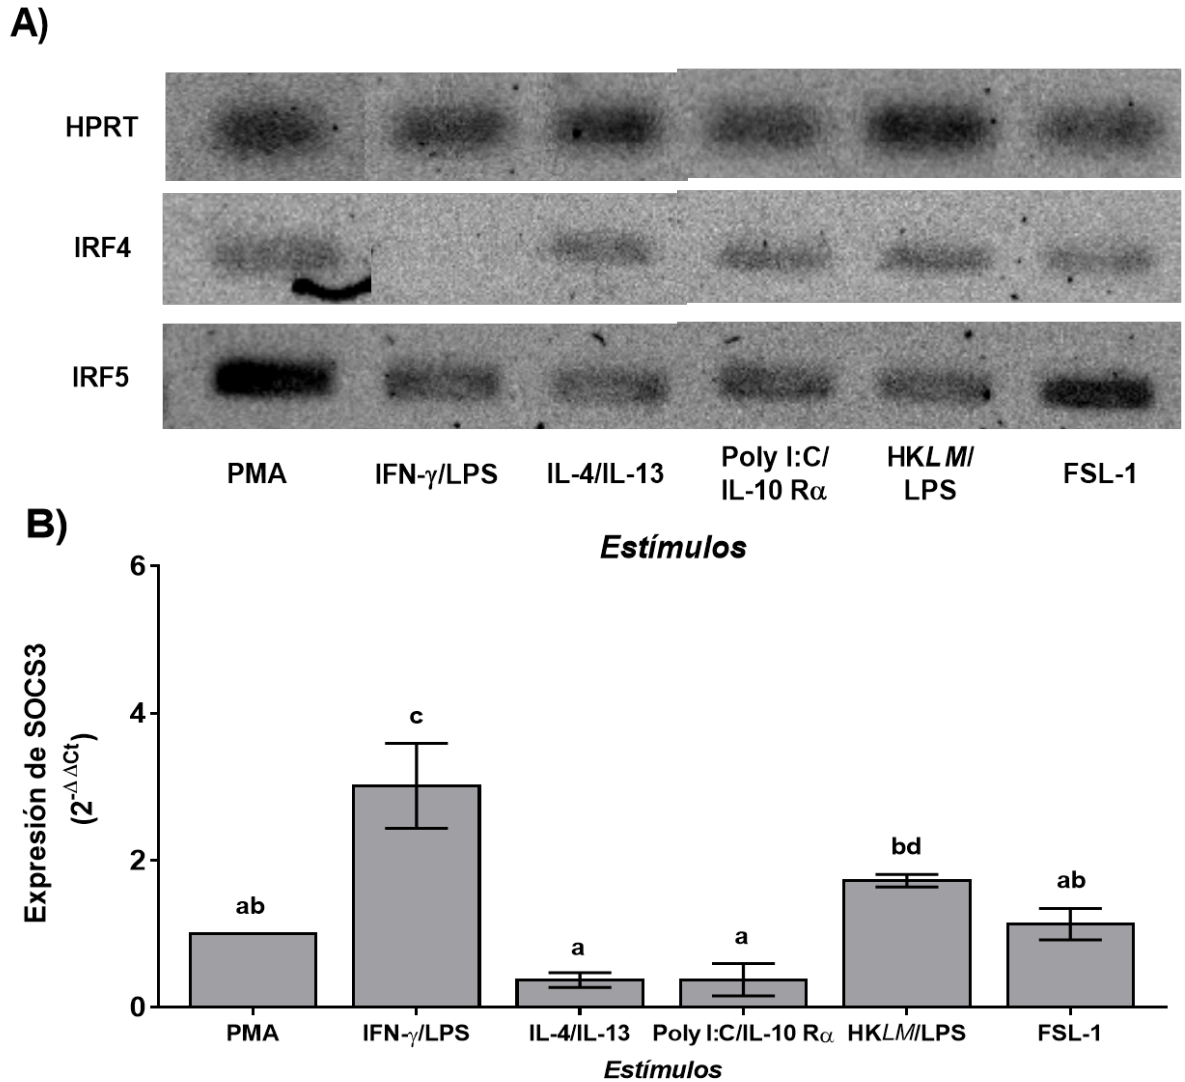 A)
HPRT
IRF4
IRF5
PMA IFN-γ/LPS IL-4/IL-13 Poly I:C/ HKLM/ FSL-1
IL-10 Rα LPS
B)
Estímulos
6
4
2
0
Expresión de SOCS3
(2-Δ ΔCt)
ab
c
a
a
bd
ab
PMA IFN-γ/LPS IL-4/IL-13 Poly I:C/IL-10 Rα HKLM/LPS FSL-1
Estímulos